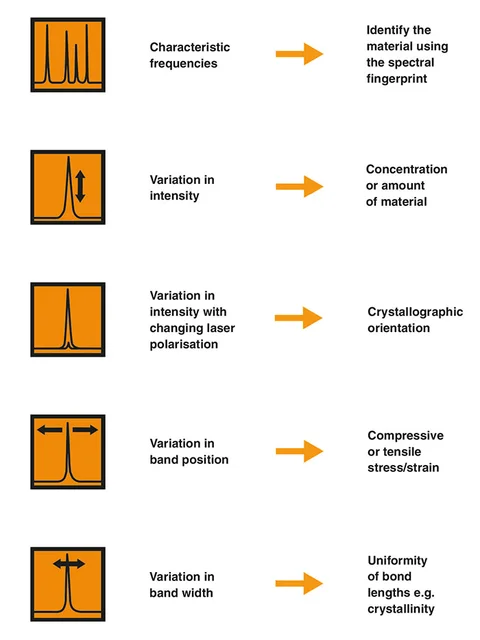 Characteristic
frequencies
Identify the
material using
the spectral
fingerprint
Variation in
intensity
Concentration
or amount
of material
Variation in
intensity with
changing laser
polarisation
Crystallographic
orientation
Variation in
band position
Compressive
or tensile
stress/strain
Variation in
band width
Uniformity
of bond
lengths e.g.
crystallinity